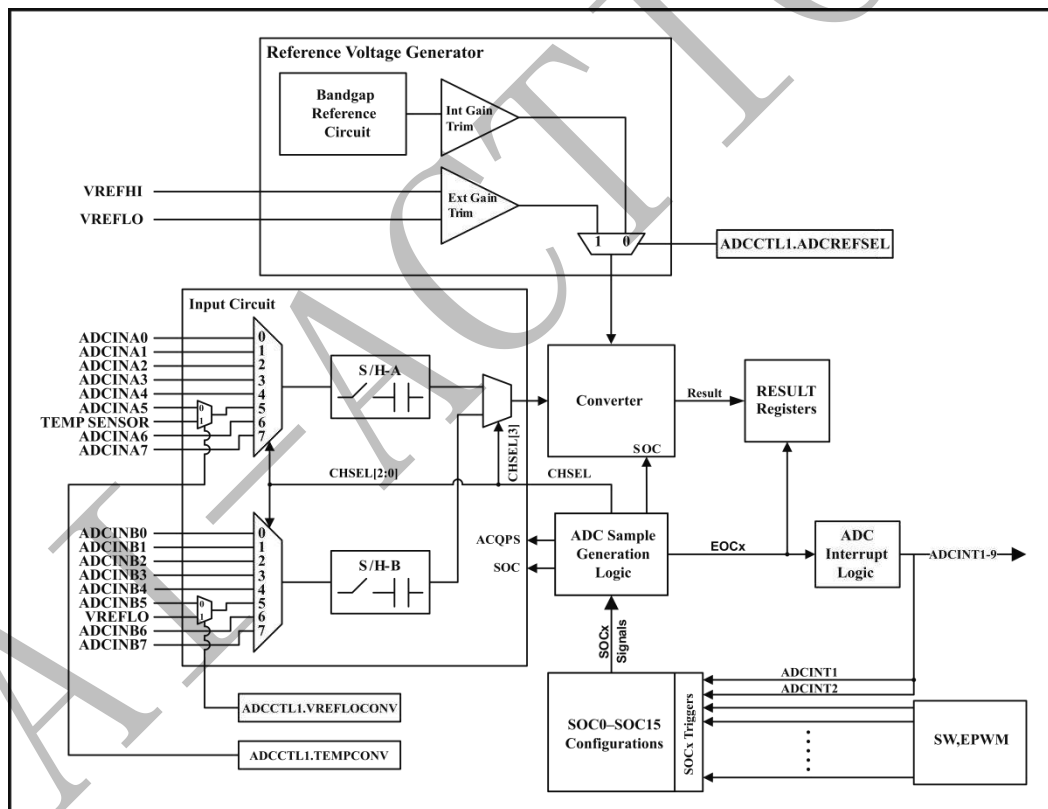 Reference Voltage Generator
Bandgap
Reference
Circuit
Int Gain
Trim
VREFHI
VREFLO
Ext Gain
Trim
1 0
ADCCTL1.ADCREFSEL
Input Circuit
ADCINA0
ADCINA1
ADCINA2
ADCINA3
ADCINA4
ADCINA5
TEMP SENSOR
ADCINA6
ADCINA7
0
1
0
1
2
3
4
5
6
7
S/H-A
CHSEL[3]
Converter
SOC
Result
RESULT
Registers
CHSEL[2:0]
CHSEL
ADCINB0
ADCINB1
ADCINB2
ADCINB3
ADCINB4
ADCINB5
VREFLO
ADCINB6
ADCINB7
0
1
0
1
2
3
4
5
6
7
S/H-B
ACQPS
SOC
ADC Sample
Generation
Logic
EOCx
ADC
Interrupt
Logic
ADCINT1-9
SOCx
Signals
ADCCTL1.VREFLOCONV
ADCCTL1.TEMPCONV
SOC0–SOC15
Configurations
SOCx Triggers
ADCINT1
ADCINT2
SW,EPWM